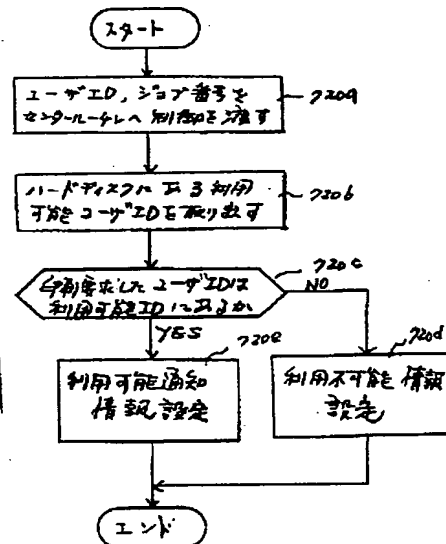 スタート
ユーザID、ジョブ番号を
センタールーチンへ制御を渡す
720a
ハードディスクにある利用
可能ユーザIDを取り出す
720b
印刷要求したユーザIDは
利用可能IDにあるか
720c
NO
YES
720e
利用可能通知
情報設定
720d
利用不可能情報
設定
エンド